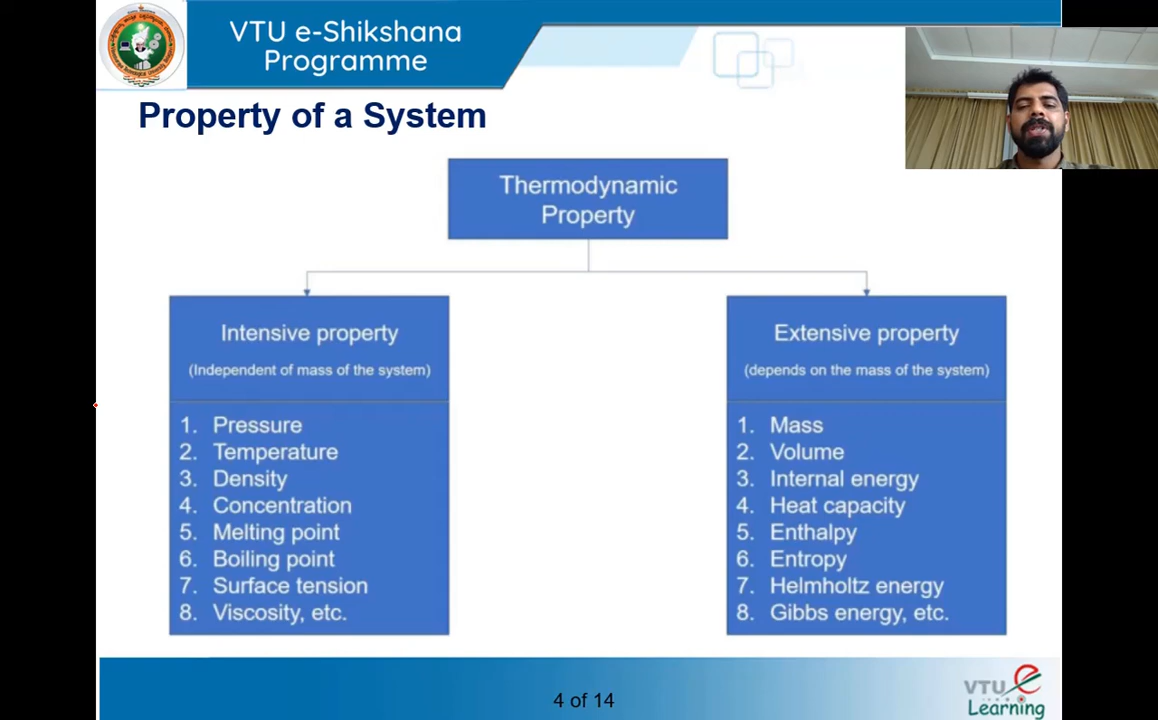 VTU e-Shikshana
Programme
Property of a System
Thermodynamic
Property
Intensive property
(Independent of mass of the system)
1. Pressure
2. Temperature
3. Density
4. Concentration
5. Melting point
6. Boiling point
7. Surface tension
8. Viscosity, etc.
Extensive property
(depends on the mass of the system)
1. Mass
2. Volume
3. Internal energy
4. Heat capacity
5. Enthalpy
6. Entropy
7. Helmholtz energy
8. Gibbs energy, etc.
4 of 14
VTU e
Learning